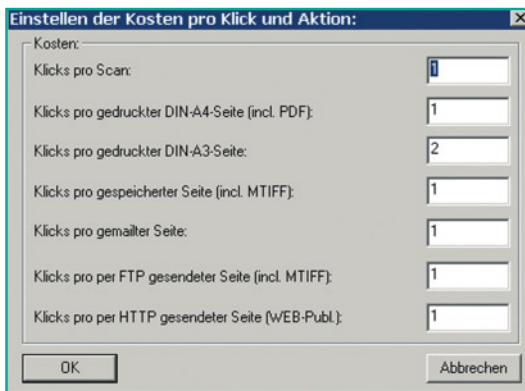 Einstellen der Kosten pro Klick und Aktion:
Kosten:
Klicks pro Scan: 1
Klicks pro gedruckter DIN-A4-Seite (incl. PDF): 1
Klicks pro gedruckter DIN-A3-Seite: 2
Klicks pro gespeicherter Seite (incl. MTIFF): 1
Klicks pro gemailter Seite: 1
Klicks pro per FTP gesendeter Seite (incl. MTIFF): 1
Klicks pro per HTTP gesendeter Seite (WEB-Publ.): 1
OK Abbrechen